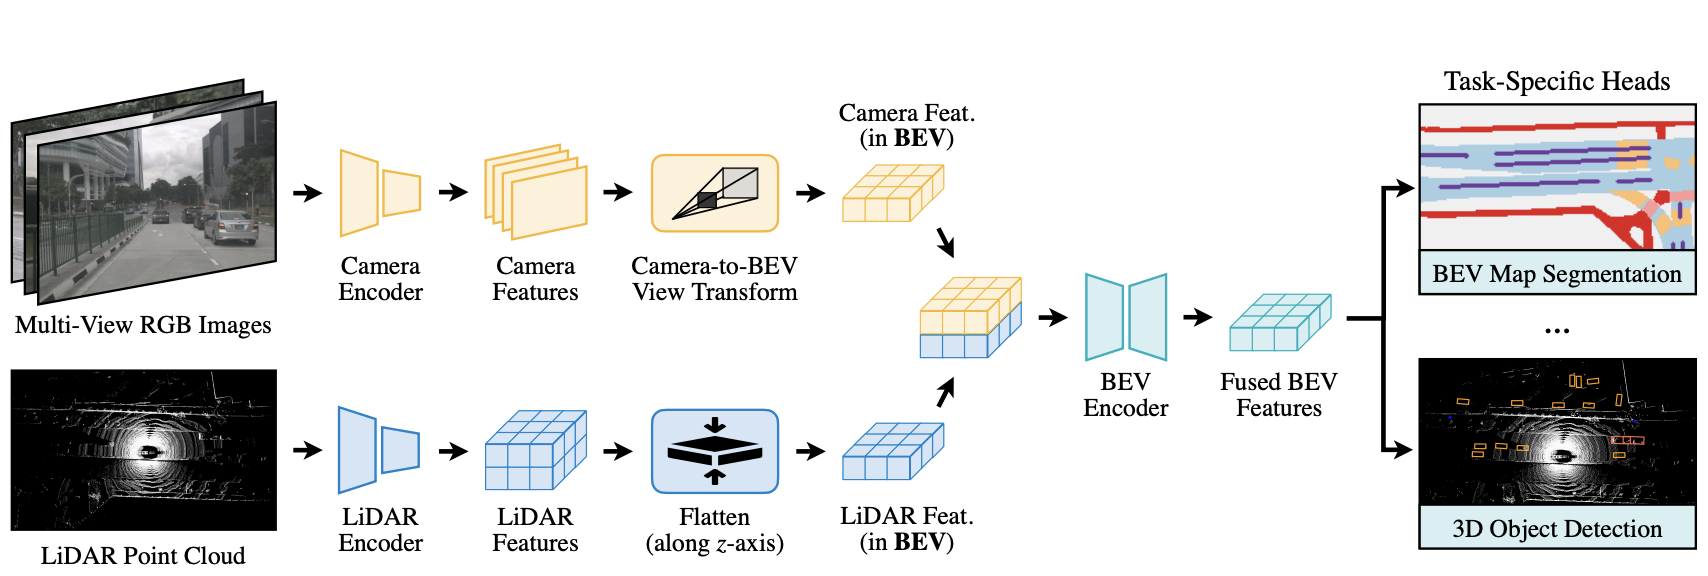 Task-Specific Heads
Camera Feat.
(in BEV)
Camera
Encoder
Camera
Features
Camera-to-BEV
View Transform
Multi-View RGB Images
BEV Map Segmentation
...
BEV
Encoder
Fused BEV
Features
LiDAR
Encoder
LiDAR
Features
Flatten
(along z-axis)
LiDAR Feat.
(in BEV)
LiDAR Point Cloud
3D Object Detection